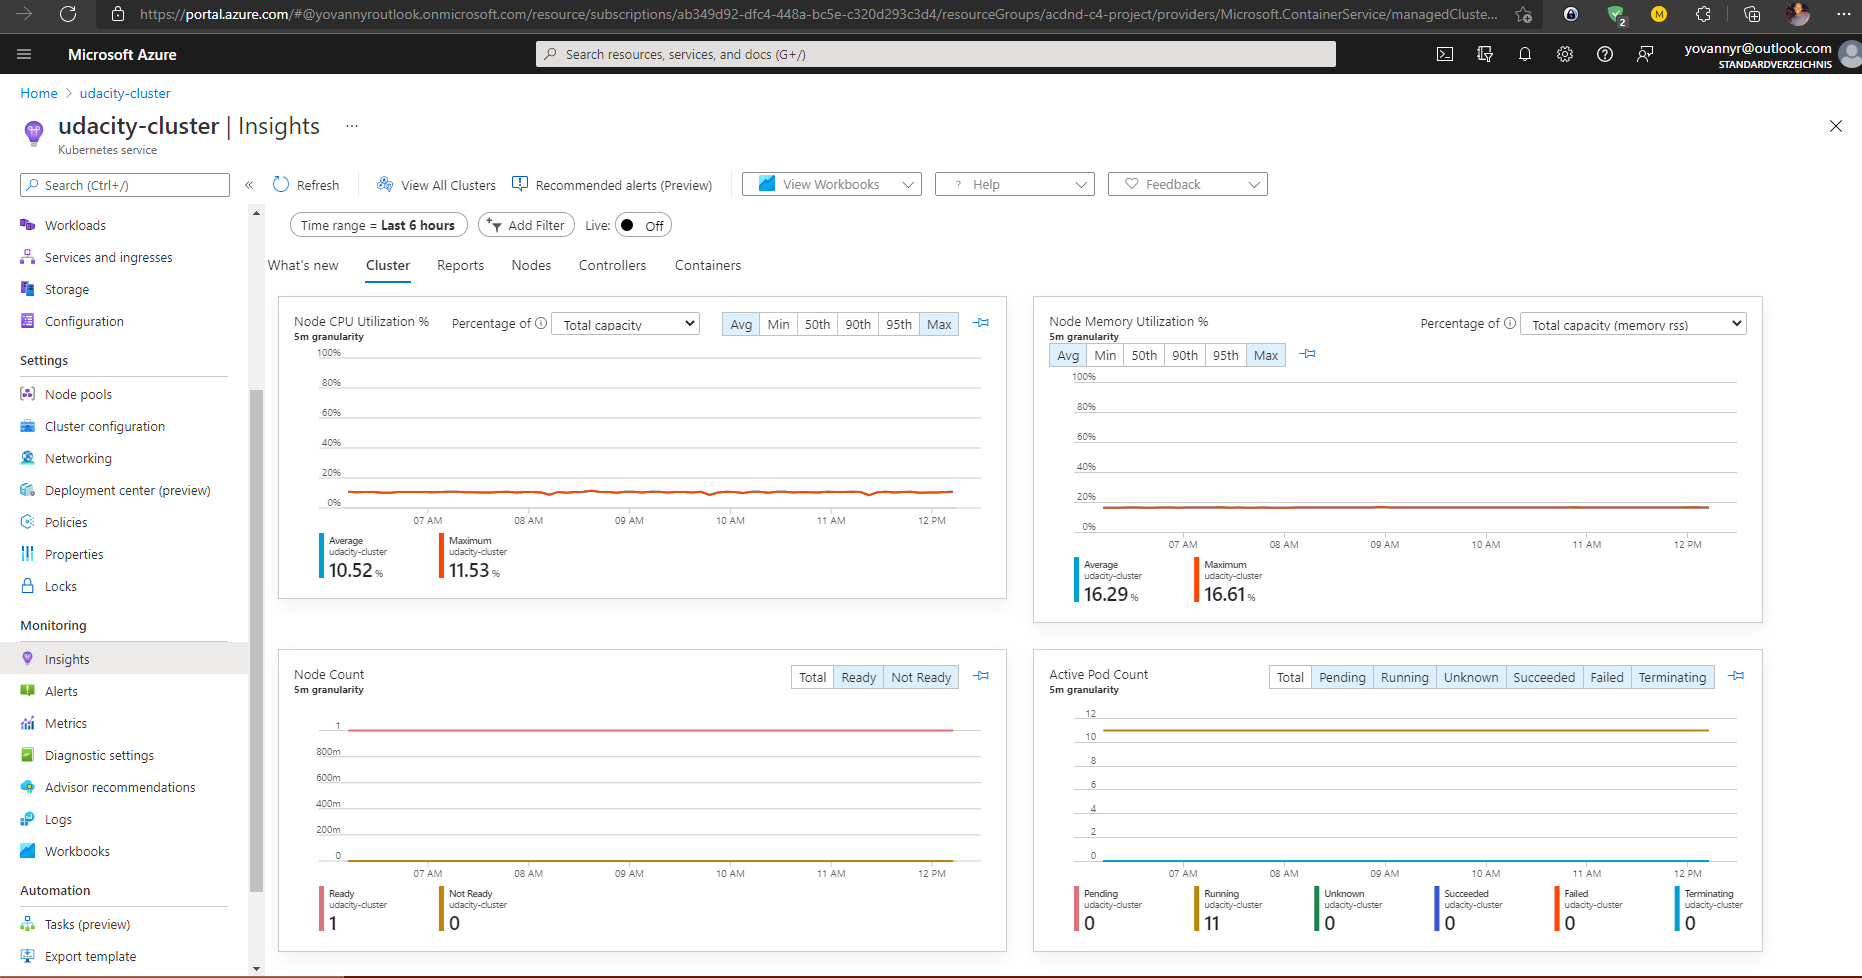 https://portal.azure.com/#@yovannyroutlook.onmicrosoft.com/resource/subscriptions/ab349d92-dfc4-448a-bc5e-c320d293c3d4/resourceGroups/acdnd-c4-project/providers/Microsoft.ContainerService/managedCluste...
2
M
Microsoft Azure
Search resources, services, and docs (G+/)
yovannyr@outlook.com
STANDARDVERZEICHNIS
Home > udacity-cluster
udacity-cluster | Insights ...
Kubernetes service
Search (Ctrl+/)
«
Refresh
View All Clusters
Recommended alerts (Preview)
View Workbooks
? Help
Feedback
Time range = Last 6 hours
Add Filter
Live: Off
What's new
Cluster
Reports
Nodes
Controllers
Containers
Workloads
Services and ingresses
Storage
Configuration
Settings
Node pools
Cluster configuration
Networking
Deployment center (preview)
Policies
Properties
Locks
Monitoring
Insights
Alerts
Metrics
Diagnostic settings
Advisor recommendations
Logs
Workbooks
Automation
Tasks (preview)
Export template
Node CPU Utilization %
5m granularity
Percentage of
Total capacity
Avg Min 50th 90th 95th Max
100%
80%
60%
40%
20%
0%
07 AM 08 AM 09 AM 10 AM 11 AM 12 PM
Average
udacity-cluster
10.52 %
Maximum
udacity-cluster
11.53 %
Node Memory Utilization %
5m granularity
Percentage of
Total capacity (memory rss)
Avg Min 50th 90th 95th Max
100%
80%
60%
40%
20%
0%
07 AM 08 AM 09 AM 10 AM 11 AM 12 PM
Average
udacity-cluster
16.29 %
Maximum
udacity-cluster
16.61 %
Node Count
5m granularity
Total Ready Not Ready
1
800m
600m
400m
200m
0
07 AM 08 AM 09 AM 10 AM 11 AM 12 PM
Ready
udacity-cluster
1
Not Ready
udacity-cluster
0
Active Pod Count
5m granularity
Total Pending Running Unknown Succeeded Failed Terminating
12
10
8
6
4
2
0
07 AM 08 AM 09 AM 10 AM 11 AM 12 PM
Pending
udacity-cluster
0
Running
udacity-cluster
11
Unknown
udacity-cluster
0
Succeeded
udacity-cluster
0
Failed
udacity-cluster
0
Terminating
udacity-cluster
0